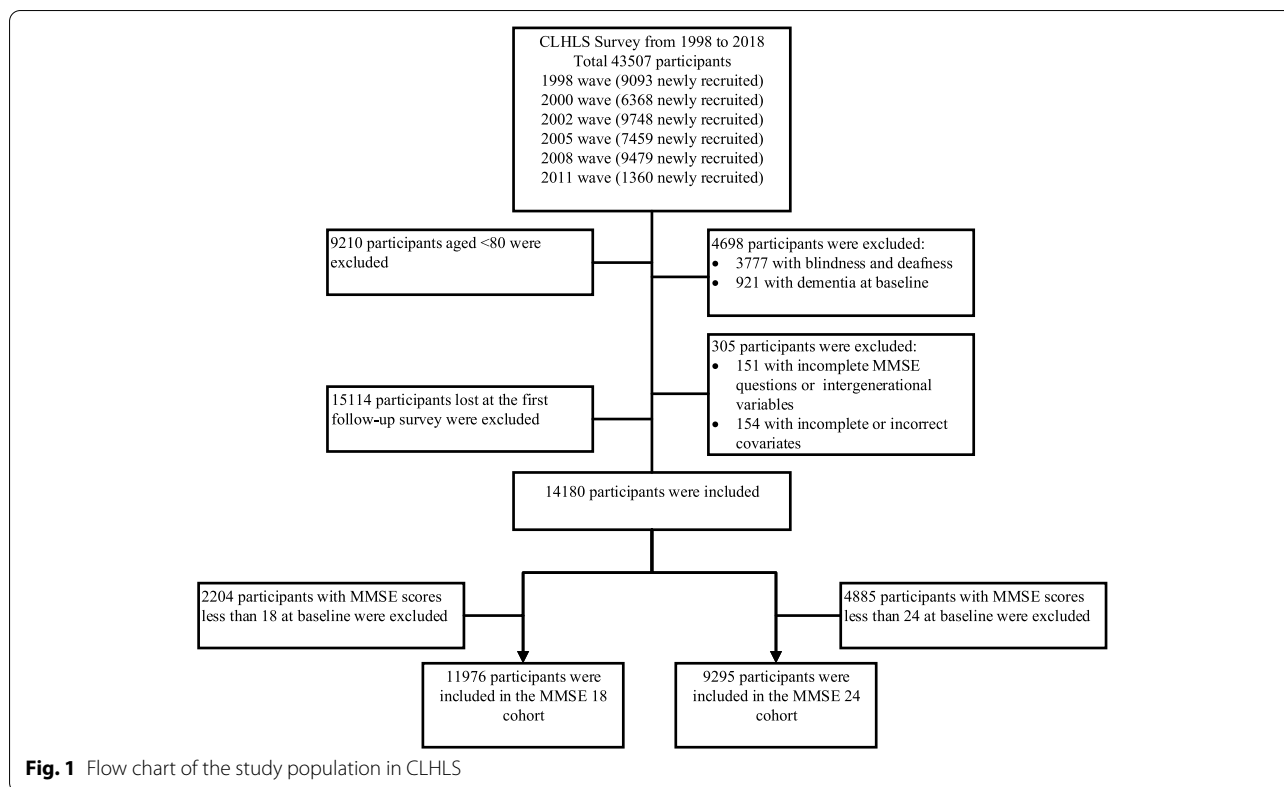 CLHLS Survey from 1998 to 2018
Total 43507 participants
1998 wave (9093 newly recruited)
2000 wave (6368 newly recruited)
2002 wave (9748 newly recruited)
2005 wave (7459 newly recruited)
2008 wave (9479 newly recruited)
2011 wave (1360 newly recruited)
9210 participants aged <80 were
excluded
4698 participants were excluded:
• 3777 with blindness and deafness
• 921 with dementia at baseline
305 participants were excluded:
• 151 with incomplete MMSE
questions or intergenerational
variables
• 154 with incomplete or incorrect
covariates
15114 participants lost at the first
follow-up survey were excluded
14180 participants were included
2204 participants with MMSE scores
less than 18 at baseline were excluded
4885 participants with MMSE scores
less than 24 at baseline were excluded
11976 participants were
included in the MMSE 18
cohort
9295 participants were
included in the MMSE 24
cohort
Fig. 1 Flow chart of the study population in CLHLS